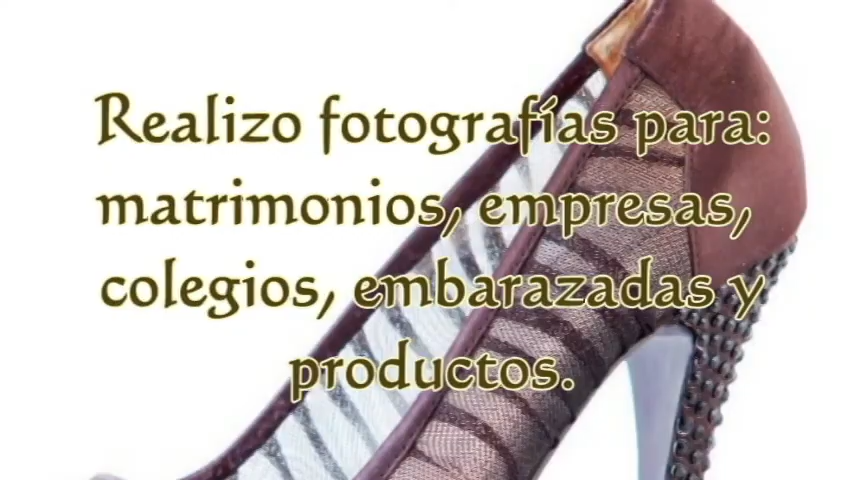 Realizo fotografías para:
matrimonios, empresas,
colegios, embarazadas y
productos.